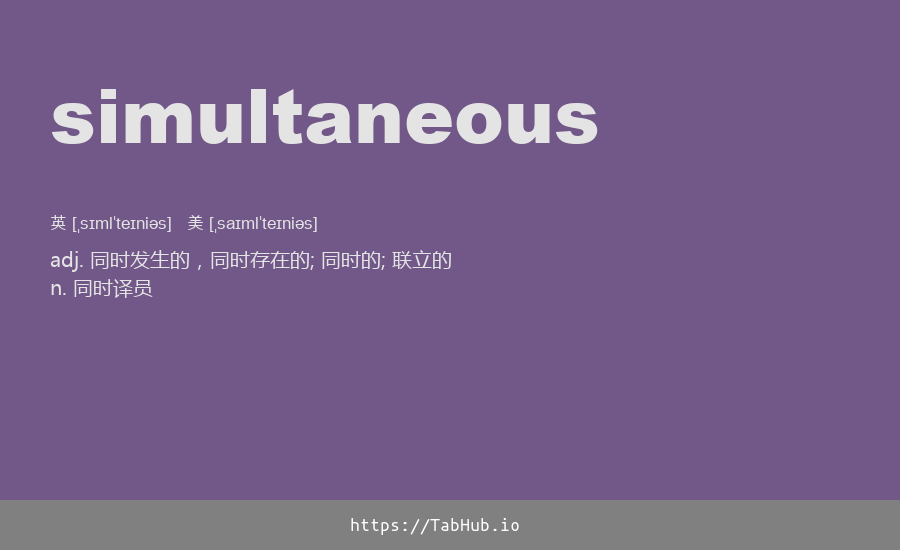 simultaneous
英 [ˌsɪmlˈteɪniəs] 美 [ˌsaɪmlˈteɪniəs]
adj. 同时发生的，同时存在的; 同时的; 联立的
n. 同时译员
https://TabHub.io